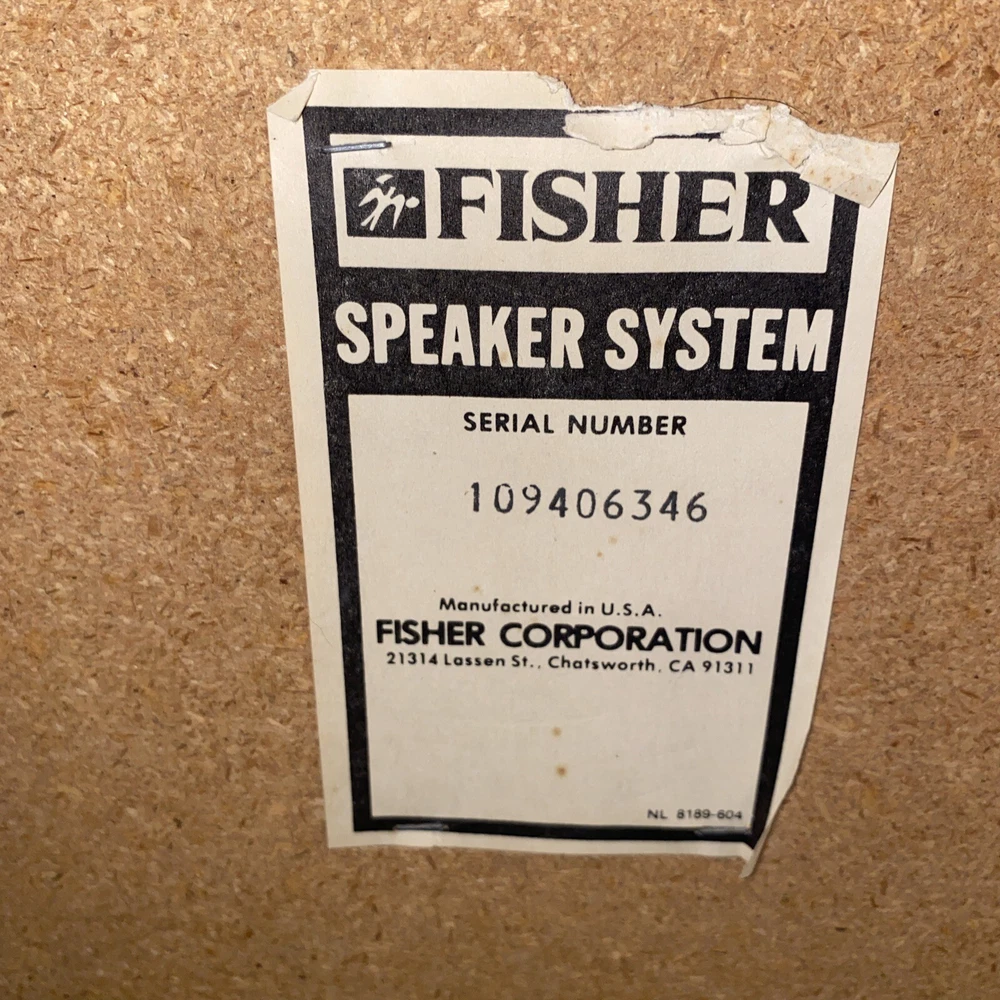 FISHER
SPEAKER SYSTEM
SERIAL NUMBER
109406346
Manufactured in U.S.A.
FISHER CORPORATION
21314 Lassen St., Chatsworth, CA 91311
NL 8189-604